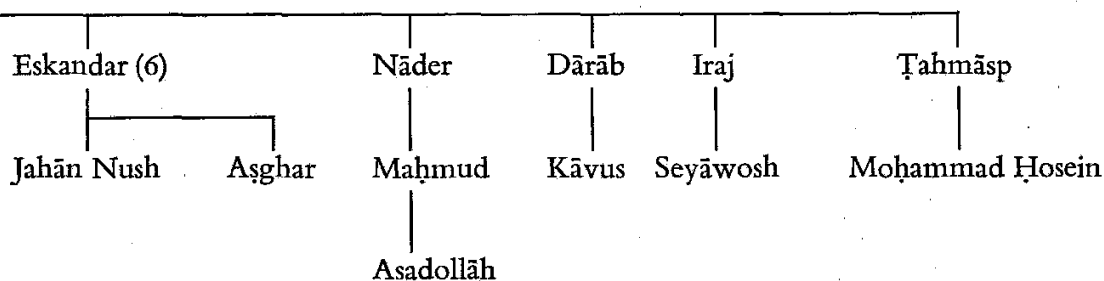 Eskandar (6) Nāder Dārāb Iraj Ṭahmāsp
Jahān Nush Aṣghar Maḥmud Kāvus Seyāwosh Moḥammad Ḥosein
Asadollāh